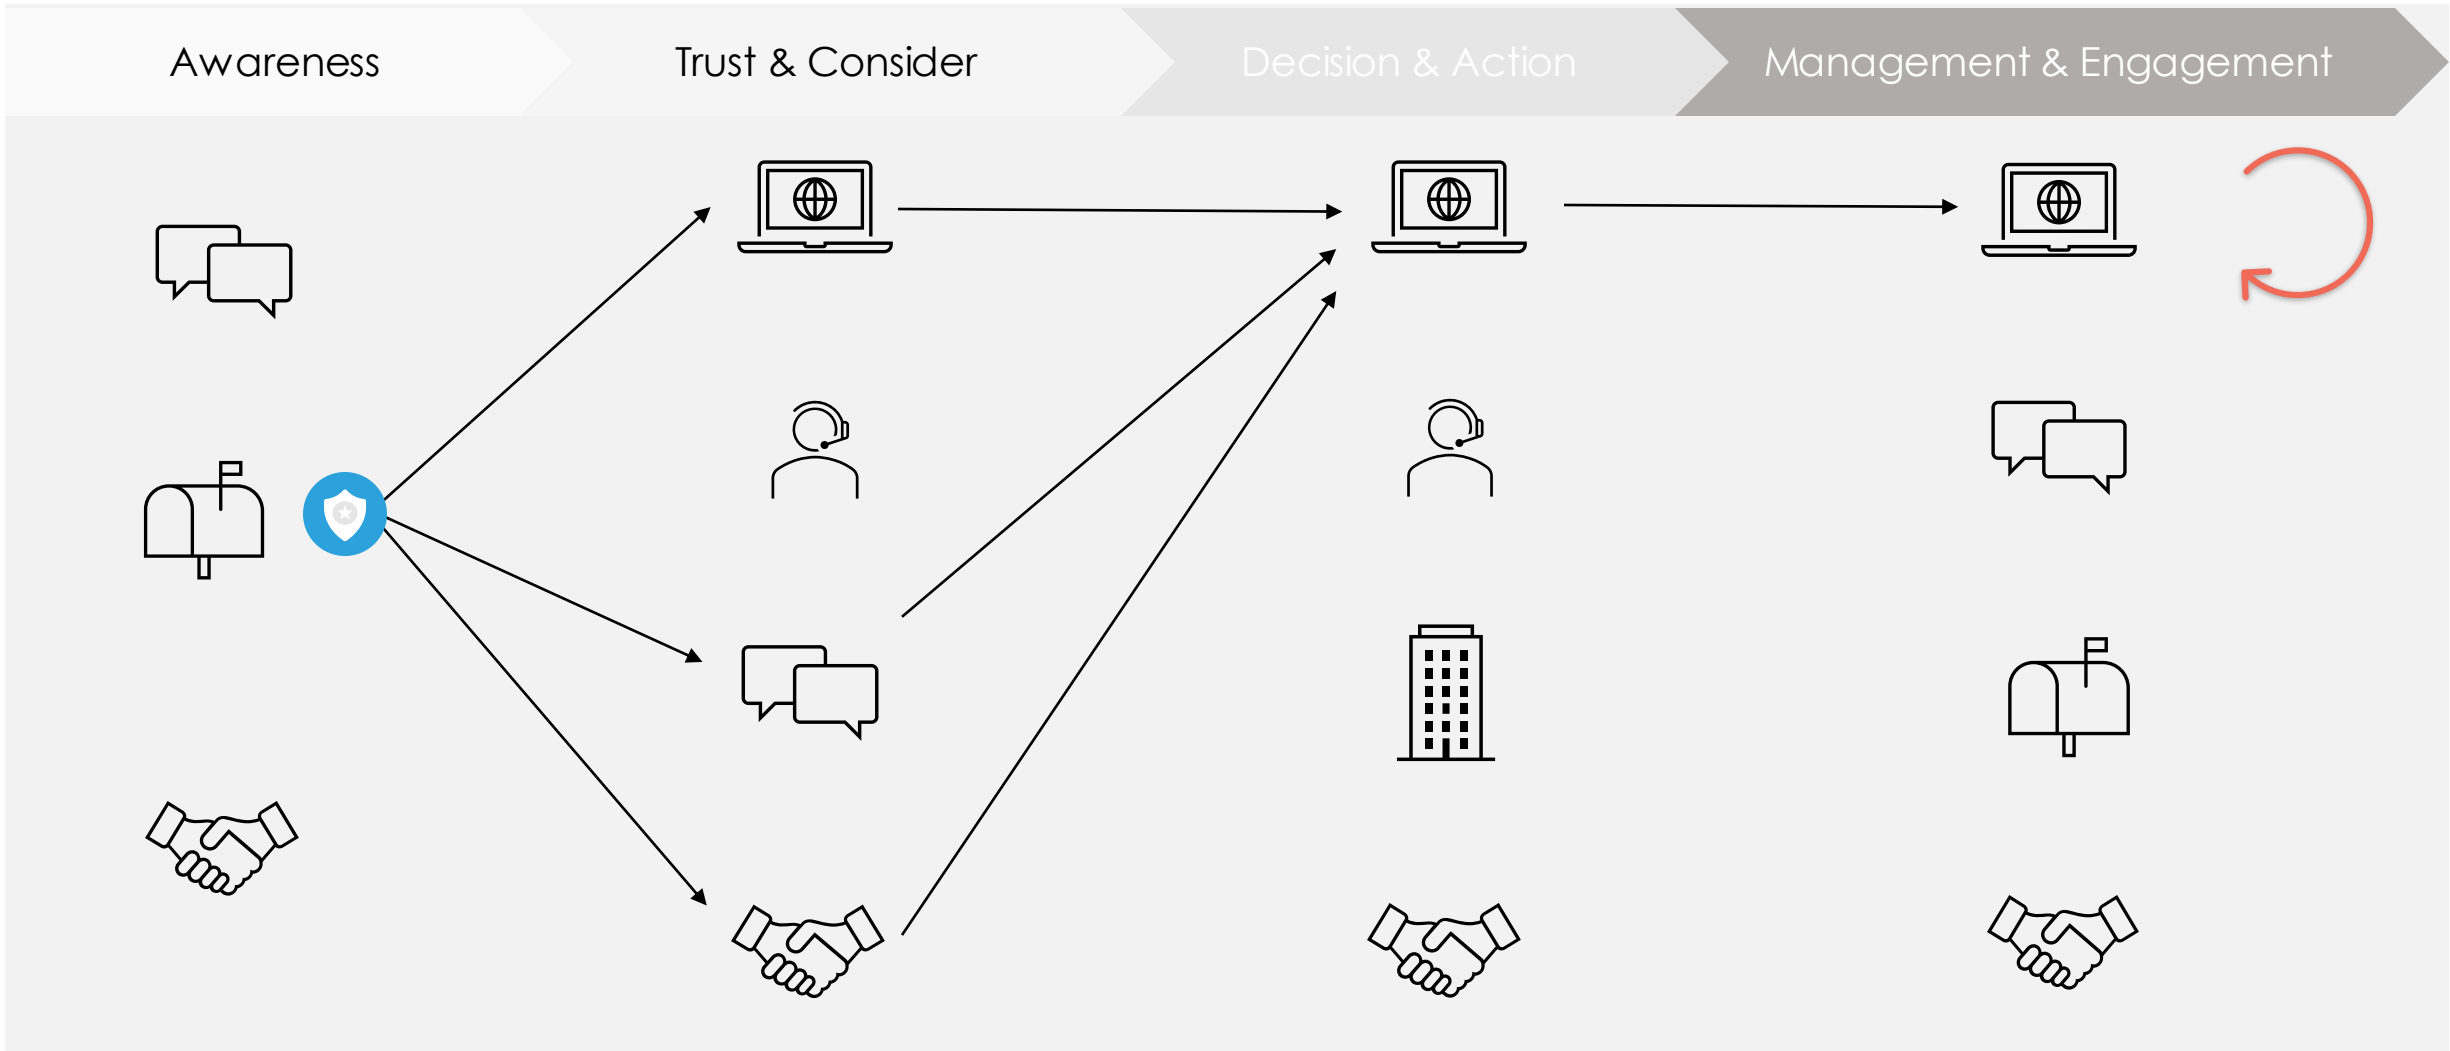 Awareness
Trust & Consider
Decision & Action
Management & Engagement